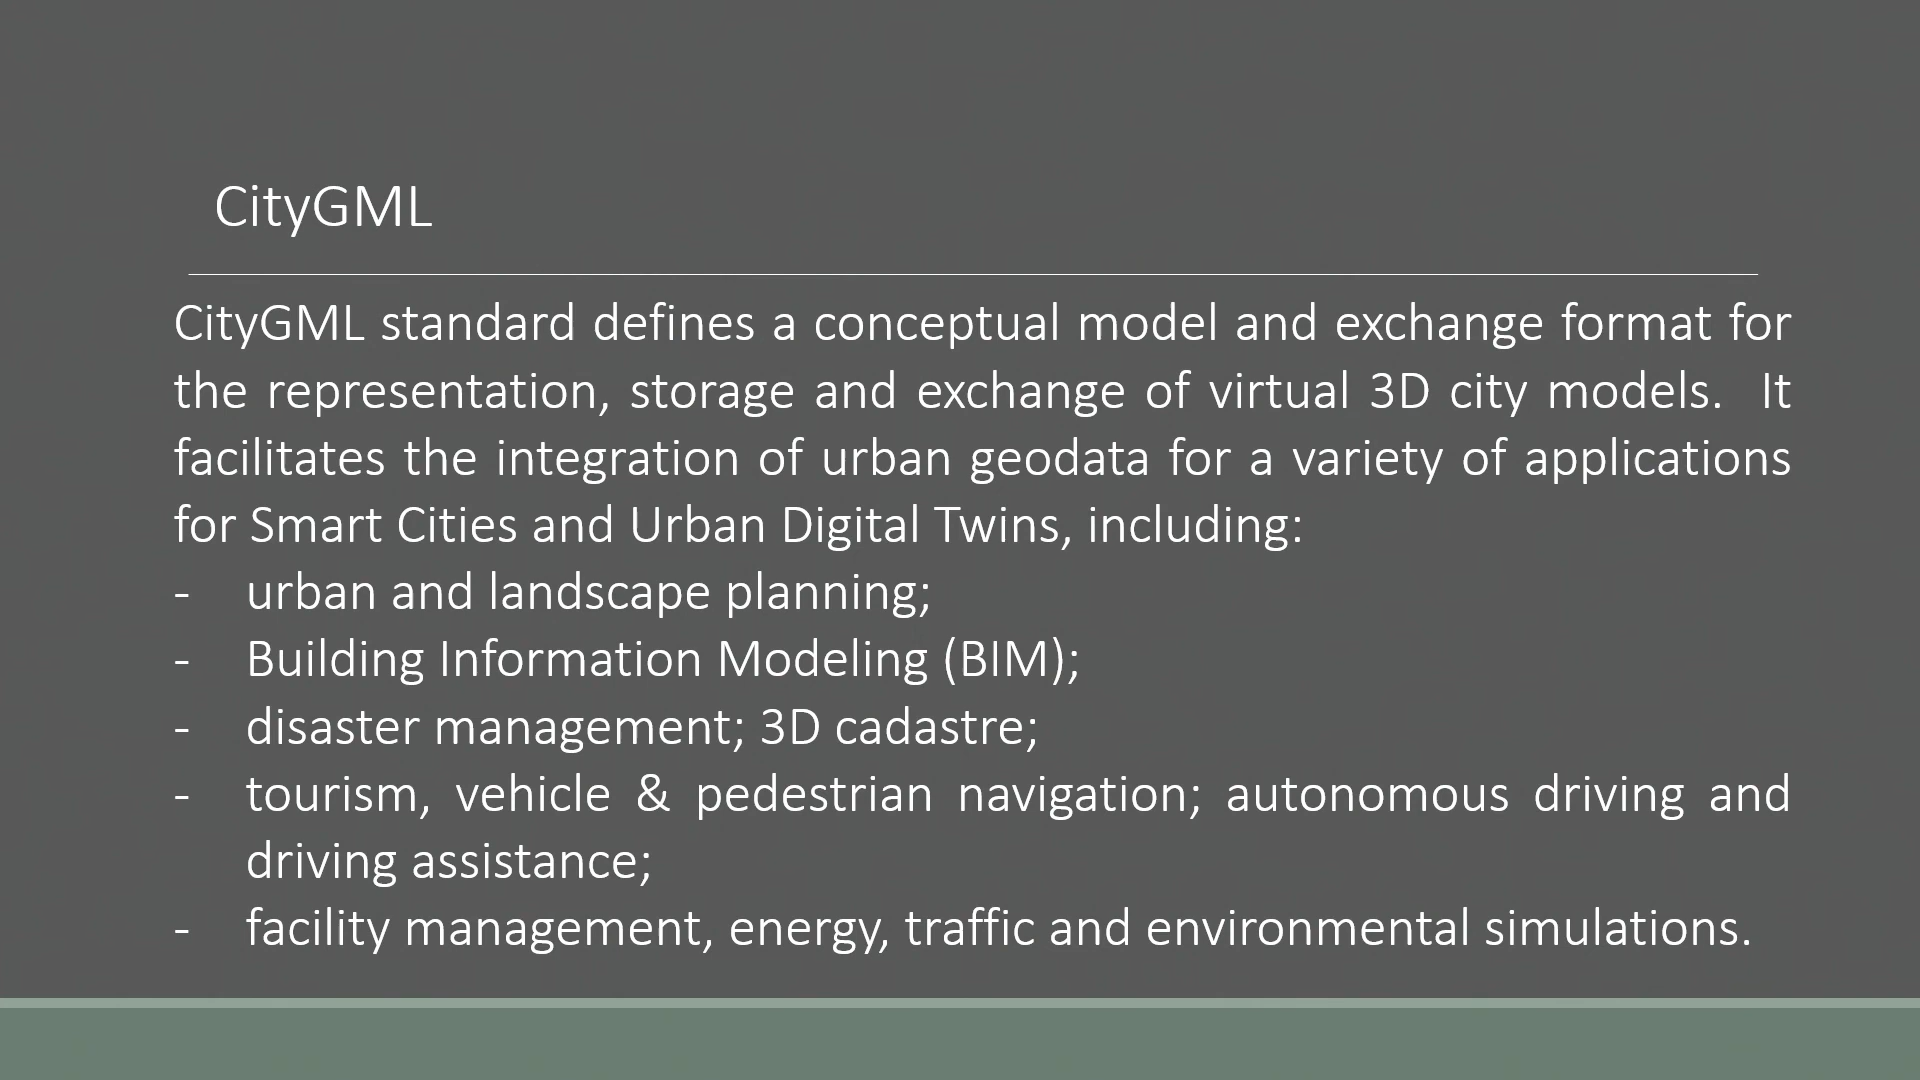 CityGML
CityGML standard defines a conceptual model and exchange format for
the representation, storage and exchange of virtual 3D city models.  It
facilitates the integration of urban geodata for a variety of applications
for Smart Cities and Urban Digital Twins, including:
- urban and landscape planning;
- Building Information Modeling (BIM);
- disaster management; 3D cadastre;
- tourism, vehicle & pedestrian navigation; autonomous driving and
driving assistance;
- facility management, energy, traffic and environmental simulations.